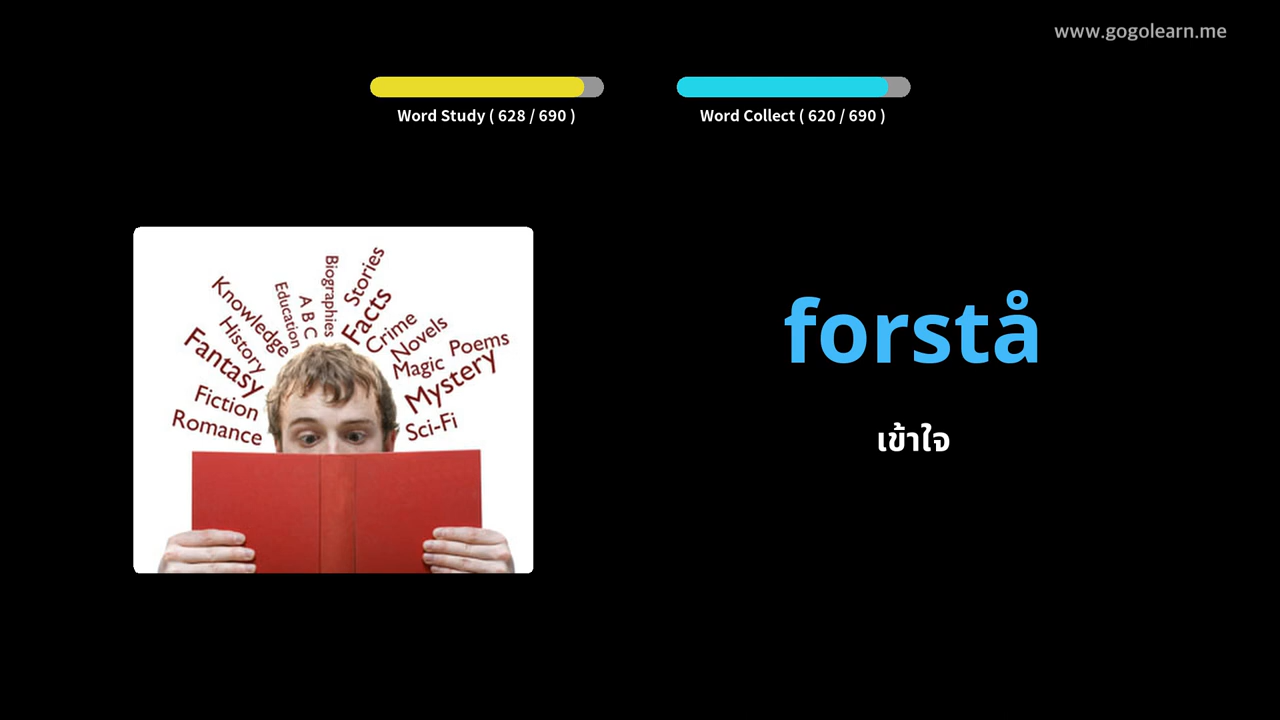 www.gogolearn.me
Word Study ( 628 / 690 )
Word Collect ( 620 / 690 )
Knowledge
History
Fantasy
Fiction
Romance
Education
A B C
Biographies
Stories
Facts
Crime
Novels
Magic
Poems
Mystery
Sci-Fi
forstå
เข้าใจ